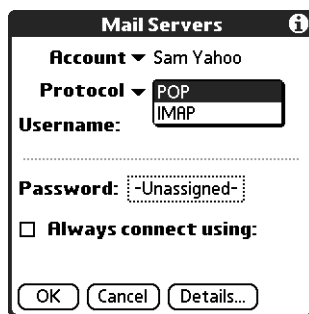 Mail Servers i
Account Sam Yahoo
Protocol POP
IMAP
Username:
Password: -Unassigned-
Always connect using:
OK Cancel Details...